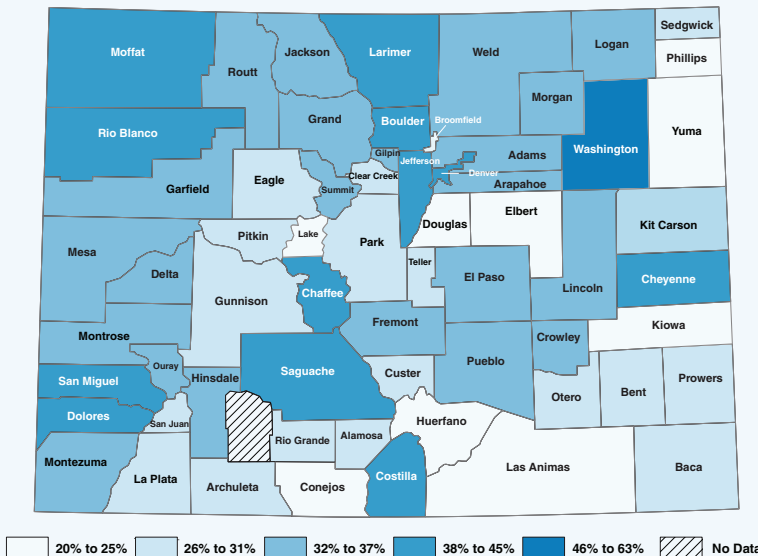 Sedgwick
Moffat
Jackson
Larimer
Weld
Logan
Phillips
Routt
Morgan
Rio Blanco
Grand
Boulder
Broomfield
Yuma
Washington
Gilpin
Jefferson
Adams
Clear Creek
Denver
Eagle
Garfield
Summit
Arapahoe
Elbert
Douglas
Kit Carson
Lake
Pitkin
Park
Mesa
Teller
Delta
El Paso
Cheyenne
Lincoln
Chaffee
Gunnison
Fremont
Kiowa
Montrose
Crowley
Pueblo
Ouray
Saguache
Custer
Hinsdale
Prowers
San Miguel
Bent
Otero
Dolores
San Juan
Huerfano
Alamosa
Rio Grande
Montezuma
Las Animas
Baca
Costilla
La Plata
Archuleta
Conejos
20% to 25% 26% to 31% 32% to 37% 38% to 45% 46% to 63% No Data